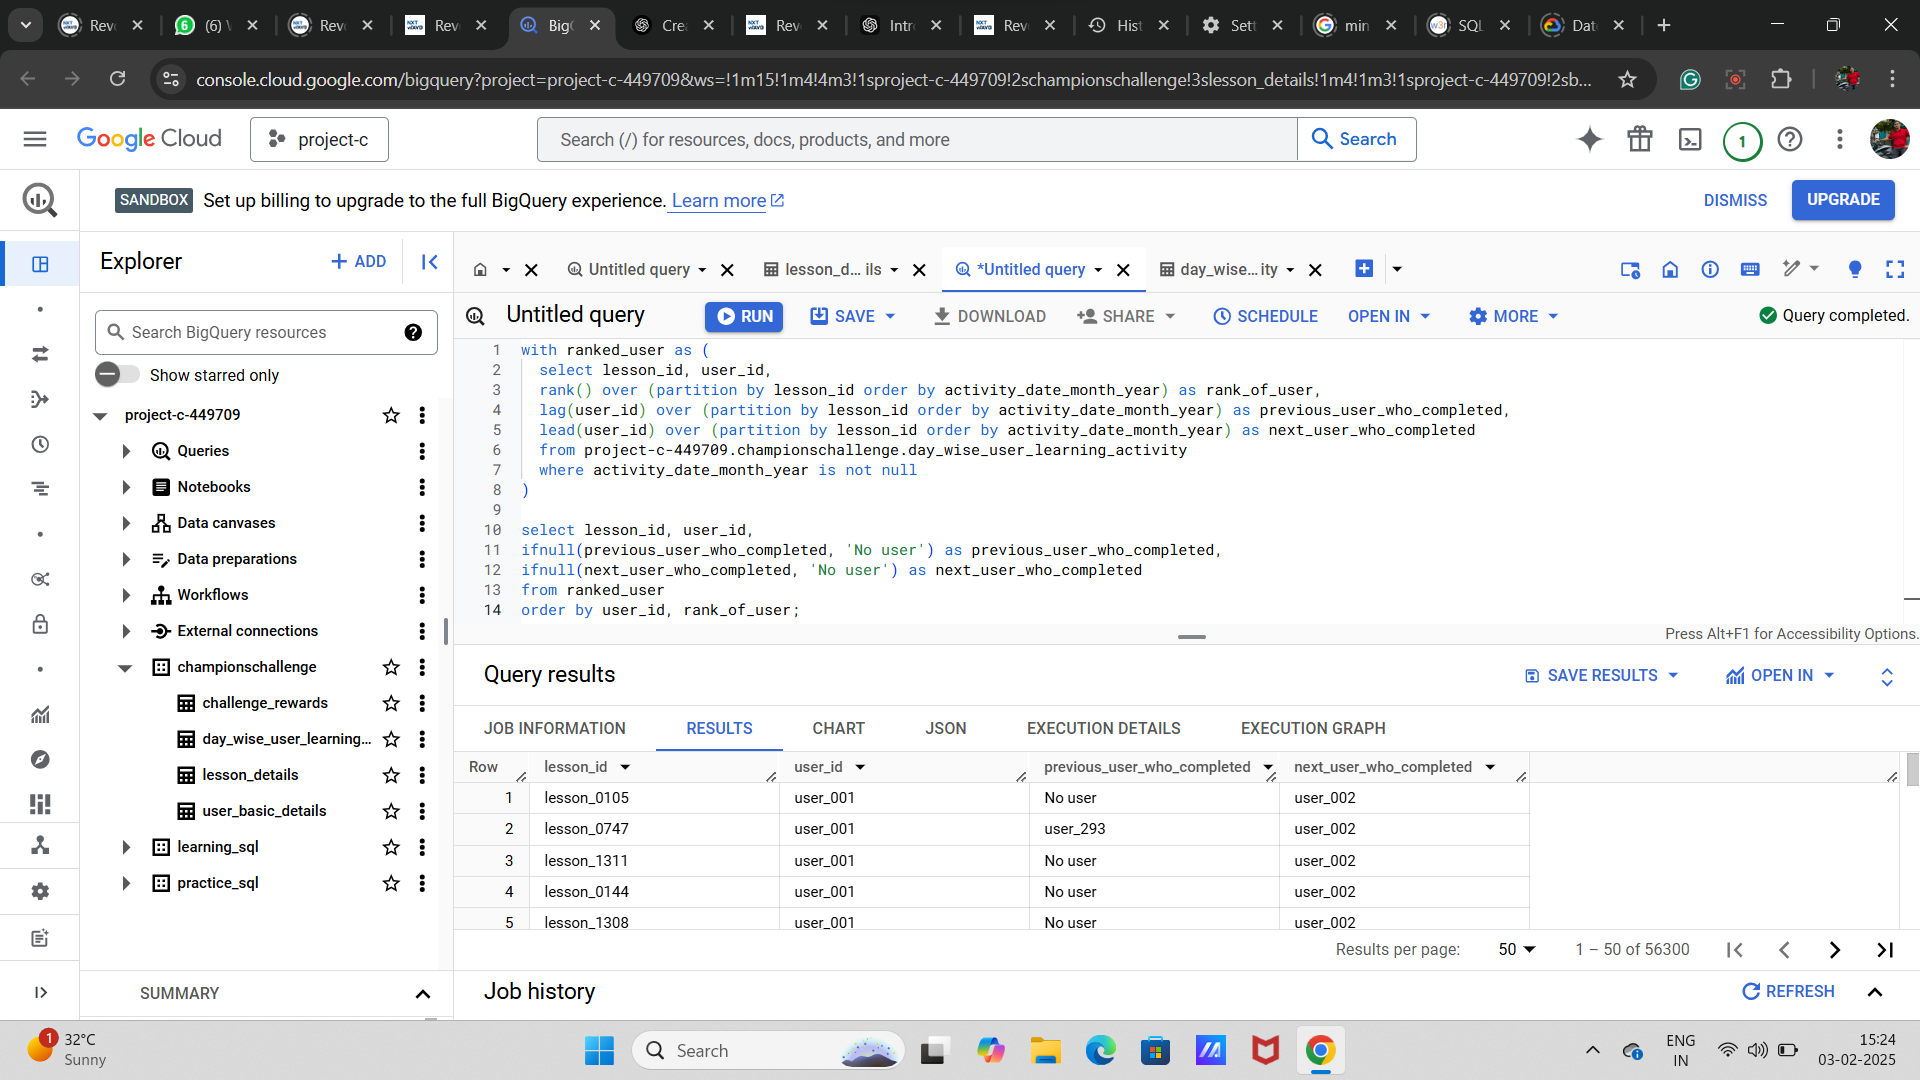 Rev
6
(6) V
Rev
Rev
Big
Crea
Rev
Intr
Rev
Hist
Sett
min
SQL
Dat
console.cloud.google.com/bigquery?project=project-c-449709&ws=!1m15!1m4!4m3!1sproject-c-449709!2schampionschallenge!3slesson_details!1m4!1m3!1sproject-c-449709!2sb...
Google Cloud
project-c
Search (/) for resources, docs, products, and more
Search
1
SANDBOX Set up billing to upgrade to the full BigQuery experience. Learn more
DISMISS
UPGRADE
Explorer
+ ADD
Untitled query
lesson_d... ils
*Untitled query
day_wise...ity
Search BigQuery resources
Show starred only
project-c-449709
Queries
Notebooks
Data canvases
Data preparations
Workflows
External connections
championschallenge
challenge_rewards
day_wise_user_learning...
lesson_details
user_basic_details
learning_sql
practice_sql
SUMMARY
Untitled query
RUN
SAVE
DOWNLOAD
SHARE
SCHEDULE
OPEN IN
MORE
Query completed.
1 with ranked_user as (
2 select lesson_id, user_id,
3 rank() over (partition by lesson_id order by activity_date_month_year) as rank_of_user,
4 lag(user_id) over (partition by lesson_id order by activity_date_month_year) as previous_user_who_completed,
5 lead(user_id) over (partition by lesson_id order by activity_date_month_year) as next_user_who_completed
6 from project-c-449709.championschallenge.day_wise_user_learning_activity
7 where activity_date_month_year is not null
8 )
9
10 select lesson_id, user_id,
11 ifnull(previous_user_who_completed, 'No user') as previous_user_who_completed,
12 ifnull(next_user_who_completed, 'No user') as next_user_who_completed
13 from ranked_user
14 order by user_id, rank_of_user;
Press Alt+F1 for Accessibility Options.
Query results
SAVE RESULTS
OPEN IN
JOB INFORMATION
RESULTS
CHART
JSON
EXECUTION DETAILS
EXECUTION GRAPH
Row lesson_id user_id previous_user_who_completed next_user_who_completed
1 lesson_0105 user_001 No user user_002
2 lesson_0747 user_001 user_293 user_002
3 lesson_1311 user_001 No user user_002
4 lesson_0144 user_001 No user user_002
5 lesson_1308 user_001 No user user_002
Results per page: 50 1 – 50 of 56300
Job history
REFRESH
1
32°C
Sunny
Search
ENG
IN
15:24
03-02-2025